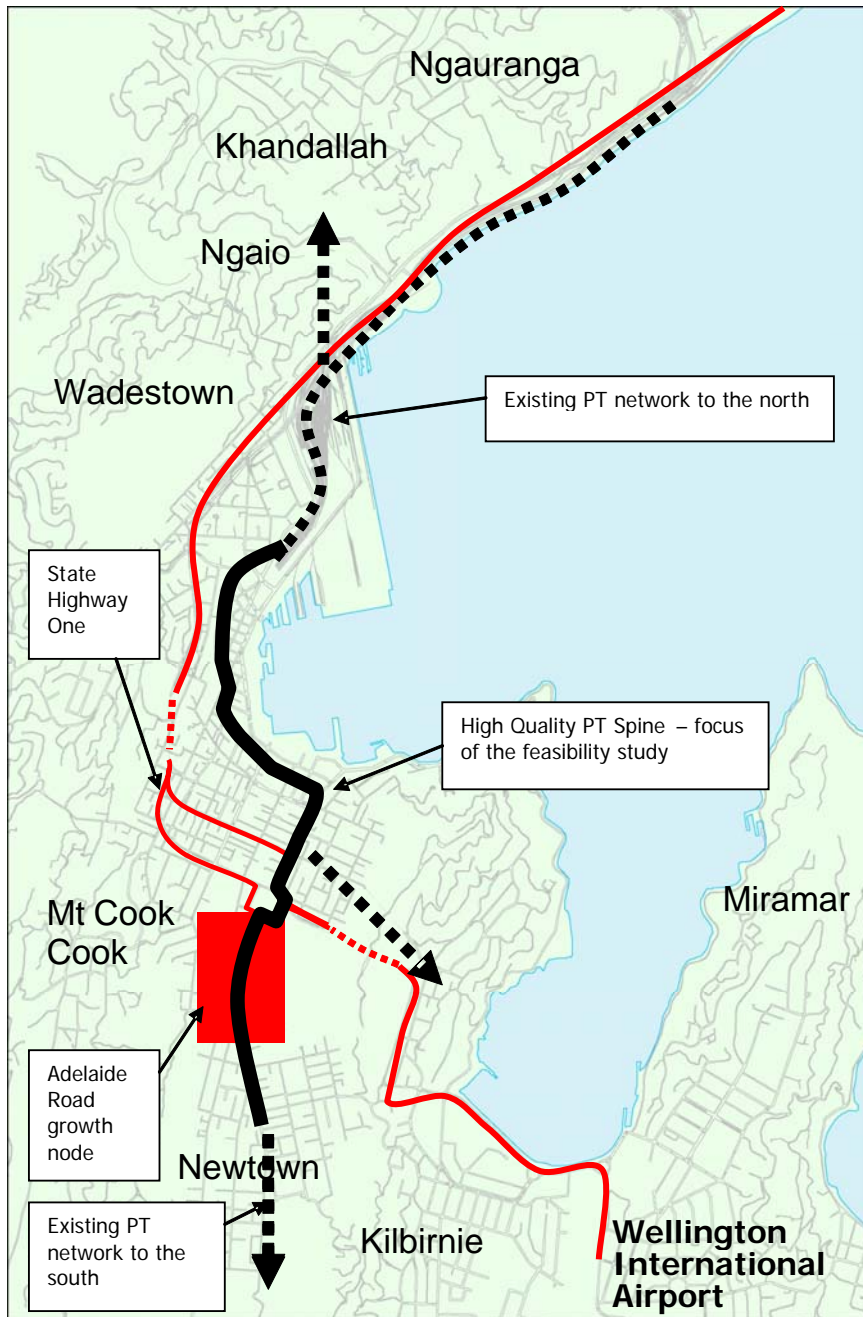 Ngauranga
Khandallah
Ngaio
Wadestown
Existing PT network to the north
State
Highway
One
High Quality PT Spine – focus
of the feasibility study
Miramar
Mt Cook
Cook
Adelaide
Road
growth
node
Newtown
Existing PT
network to the
south
Kilbirnie
Wellington
International
Airport